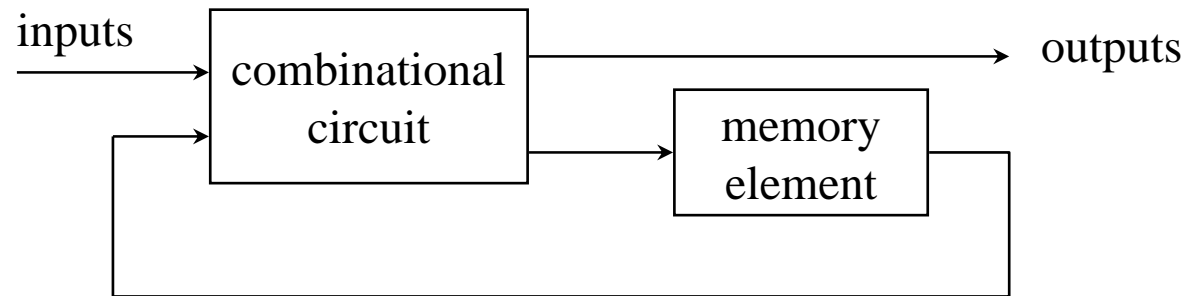 inputs
combinational
circuit
outputs
memory
element